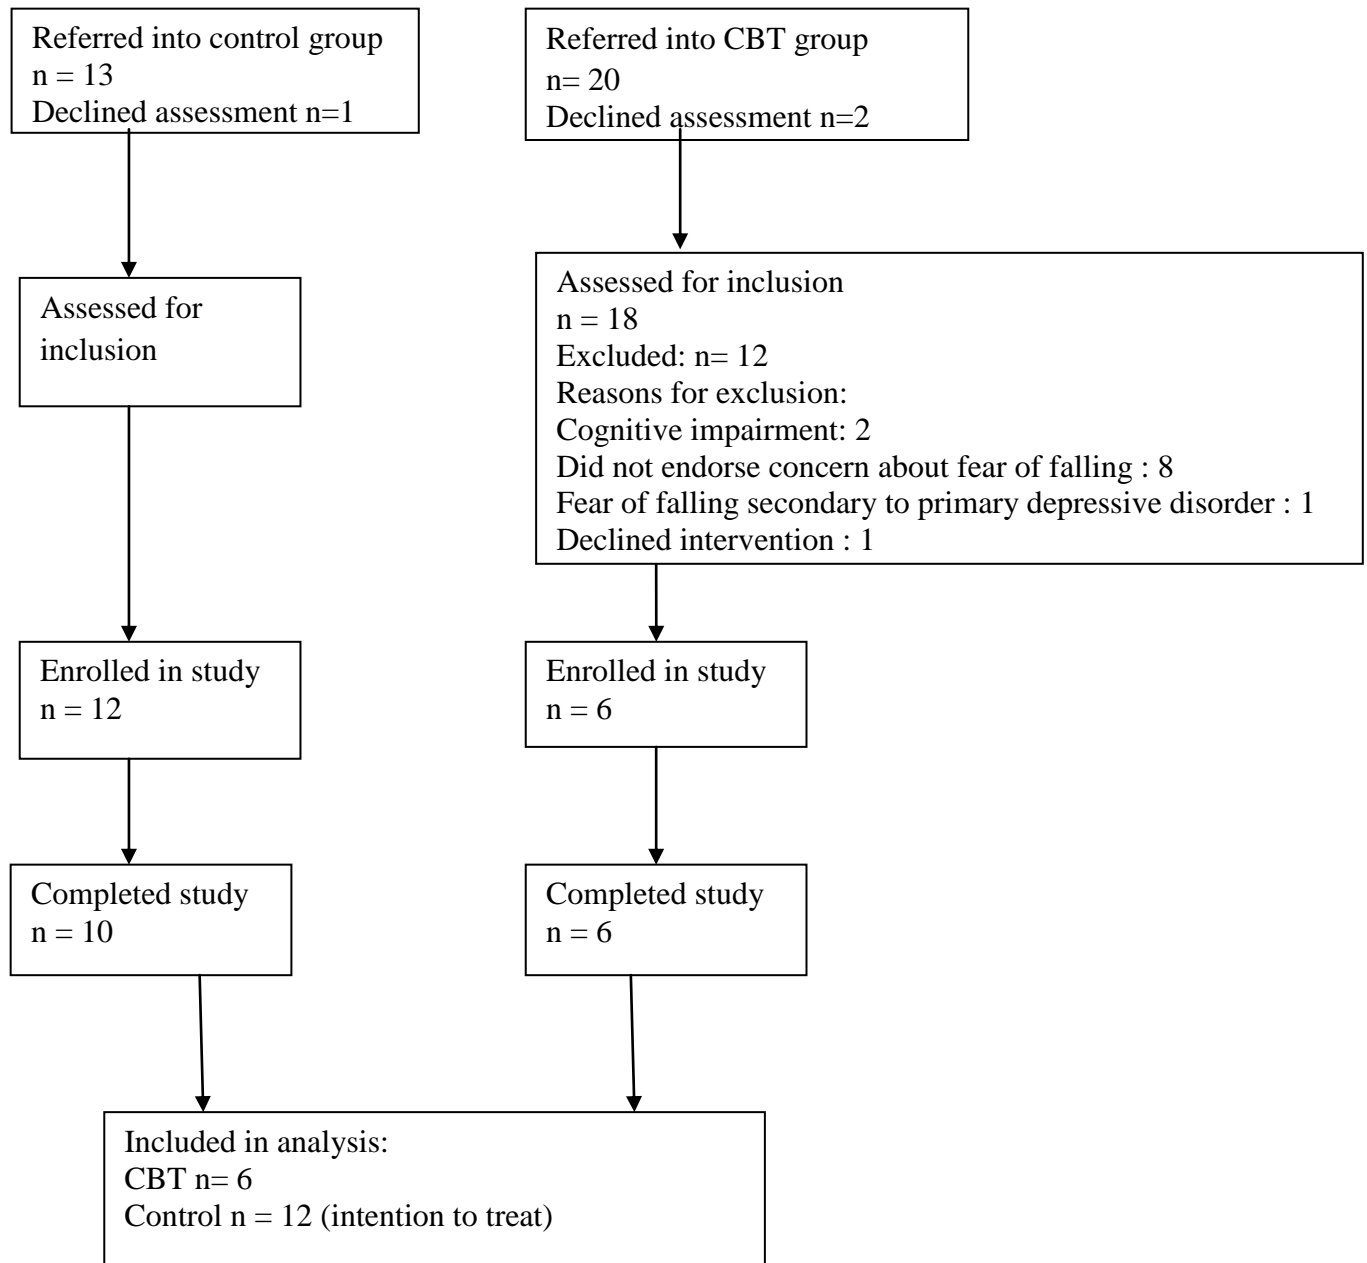 Referred into control group
n = 13
Declined assessment n=1
Referred into CBT group
n= 20
Declined assessment n=2
Assessed for
inclusion
Assessed for inclusion
n = 18
Excluded: n= 12
Reasons for exclusion:
Cognitive impairment: 2
Did not endorse concern about fear of falling : 8
Fear of falling secondary to primary depressive disorder : 1
Declined intervention : 1
Enrolled in study
n = 12
Enrolled in study
n = 6
Completed study
n = 10
Completed study
n = 6
Included in analysis:
CBT n= 6
Control n = 12 (intention to treat)